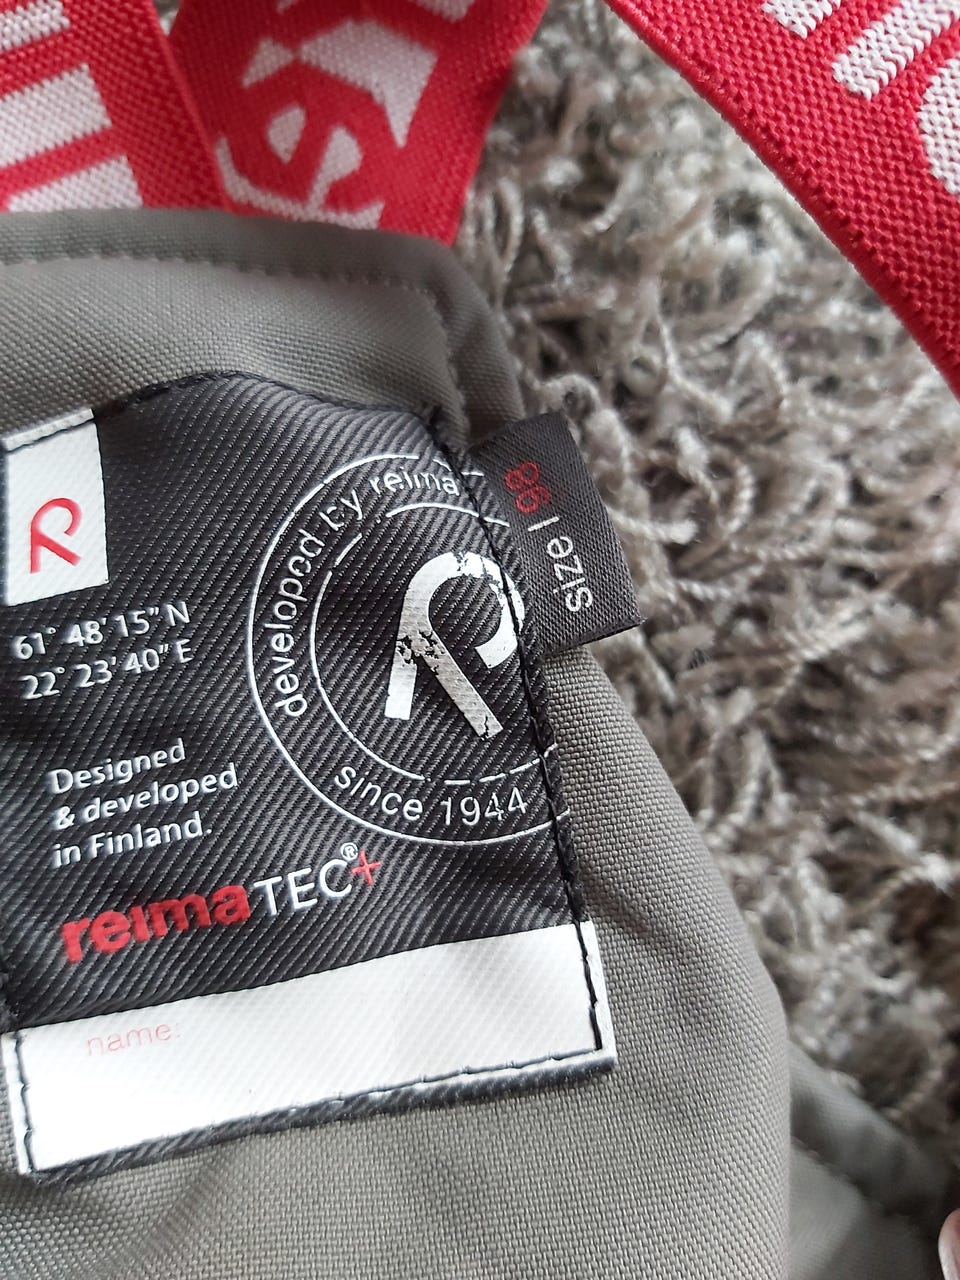 developed by reima
size | 98
61° 48' 15" N
22° 23' 40" E
Designed
& developed
in Finland.
since 1944
reimaTEC®+
name: